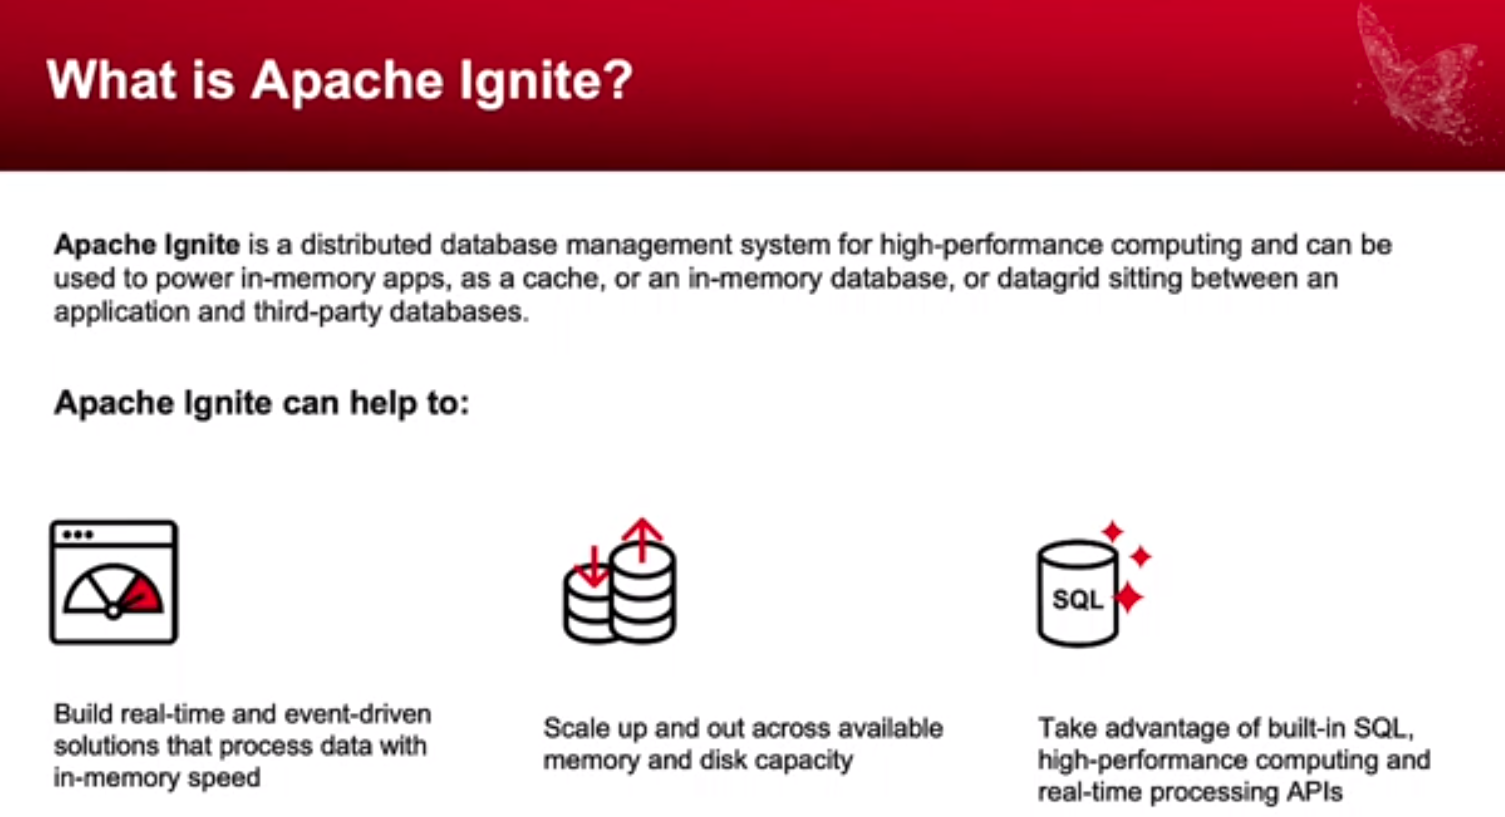 What is Apache Ignite?
Apache Ignite is a distributed database management system for high-performance computing and can be
used to power in-memory apps, as a cache, or an in-memory database, or datagrid sitting between an
application and third-party databases.
Apache Ignite can help to:
SQL
Build real-time and event-driven
solutions that process data with
in-memory speed
Scale up and out across available
memory and disk capacity
Take advantage of built-in SQL,
high-performance computing and
real-time processing APIs